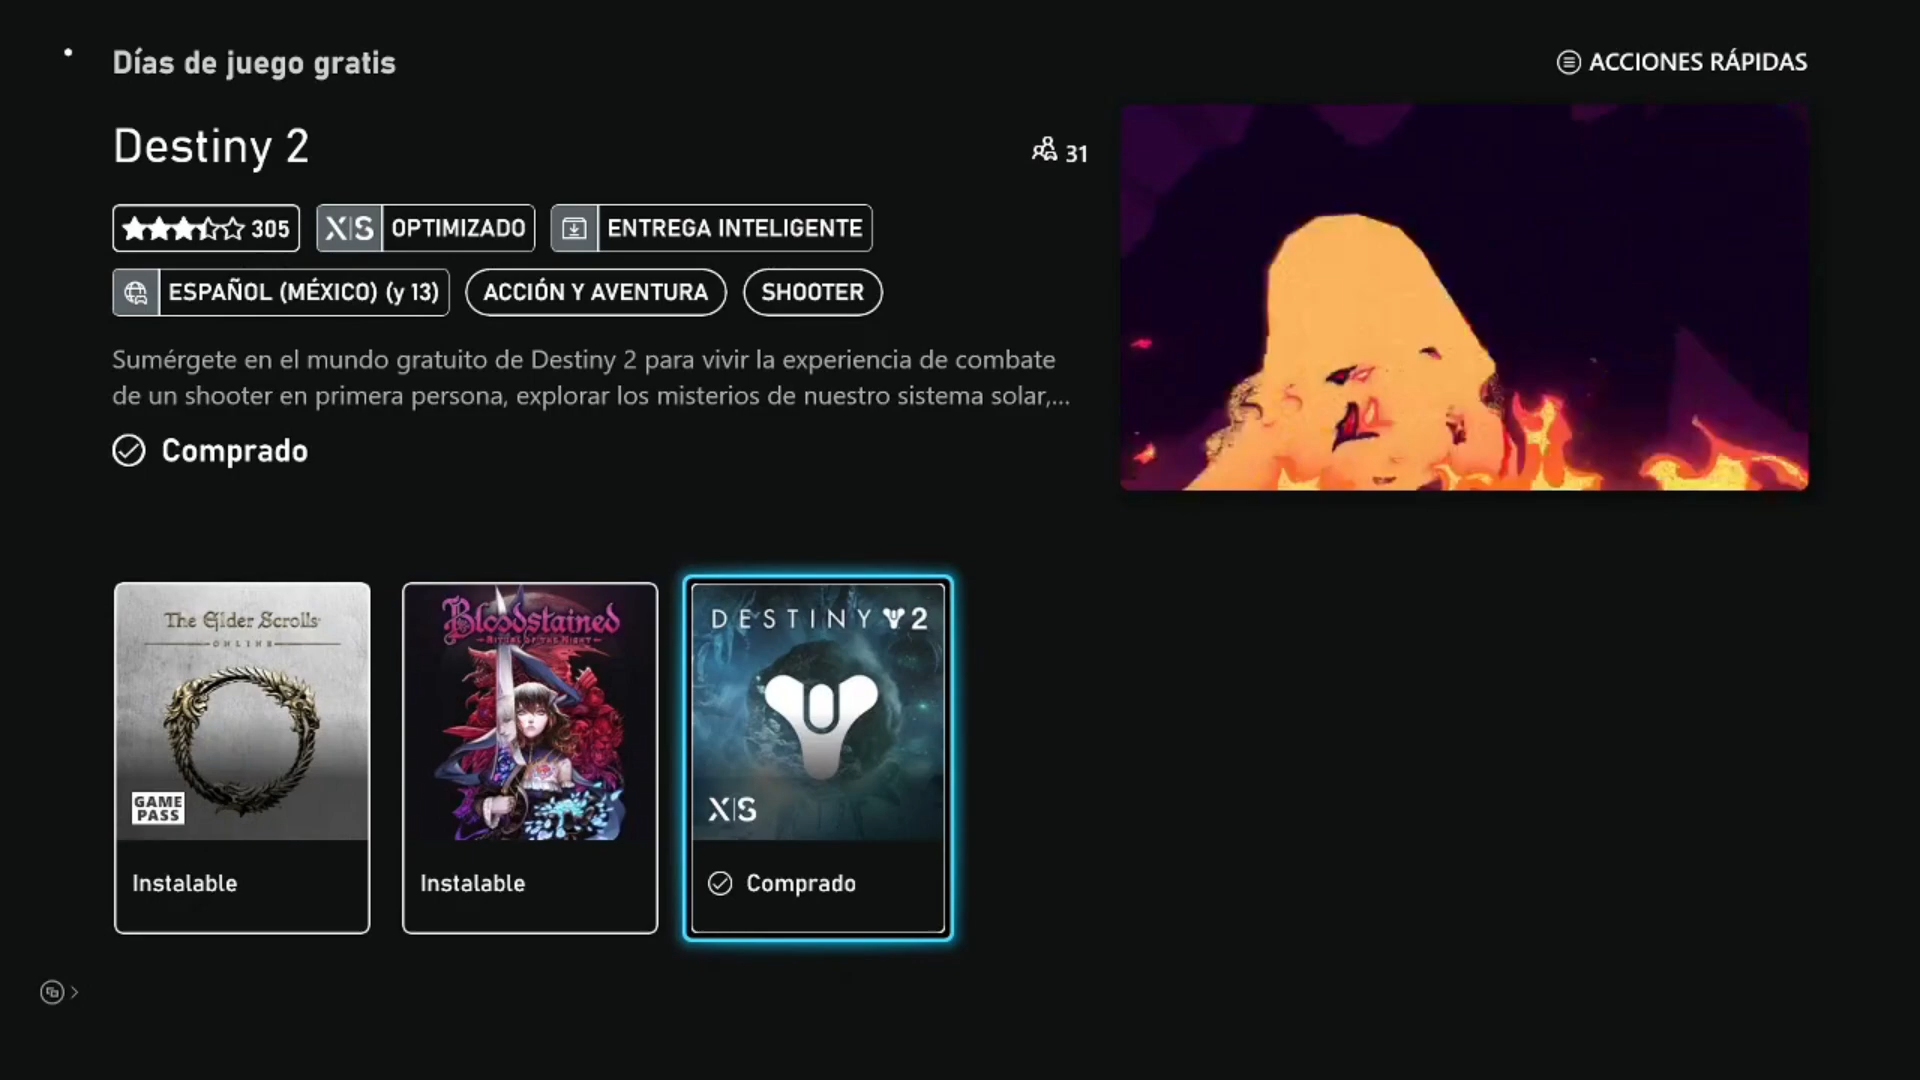 Días de juego gratis
ACCIONES RÁPIDAS
Destiny 2
31
305
X|S OPTIMIZADO
ENTREGA INTELIGENTE
ESPAÑOL (MÉXICO) (y 13)
ACCIÓN Y AVENTURA
SHOOTER
Sumérgete en el mundo gratuito de Destiny 2 para vivir la experiencia de combate
de un shooter en primera persona, explorar los misterios de nuestro sistema solar,...
Comprado
The Elder Scrolls
ONLINE
GAME
PASS
Instalable
Bloodstained
RITUAL OF THE NIGHT
Instalable
DESTINY 2
X|S
Comprado